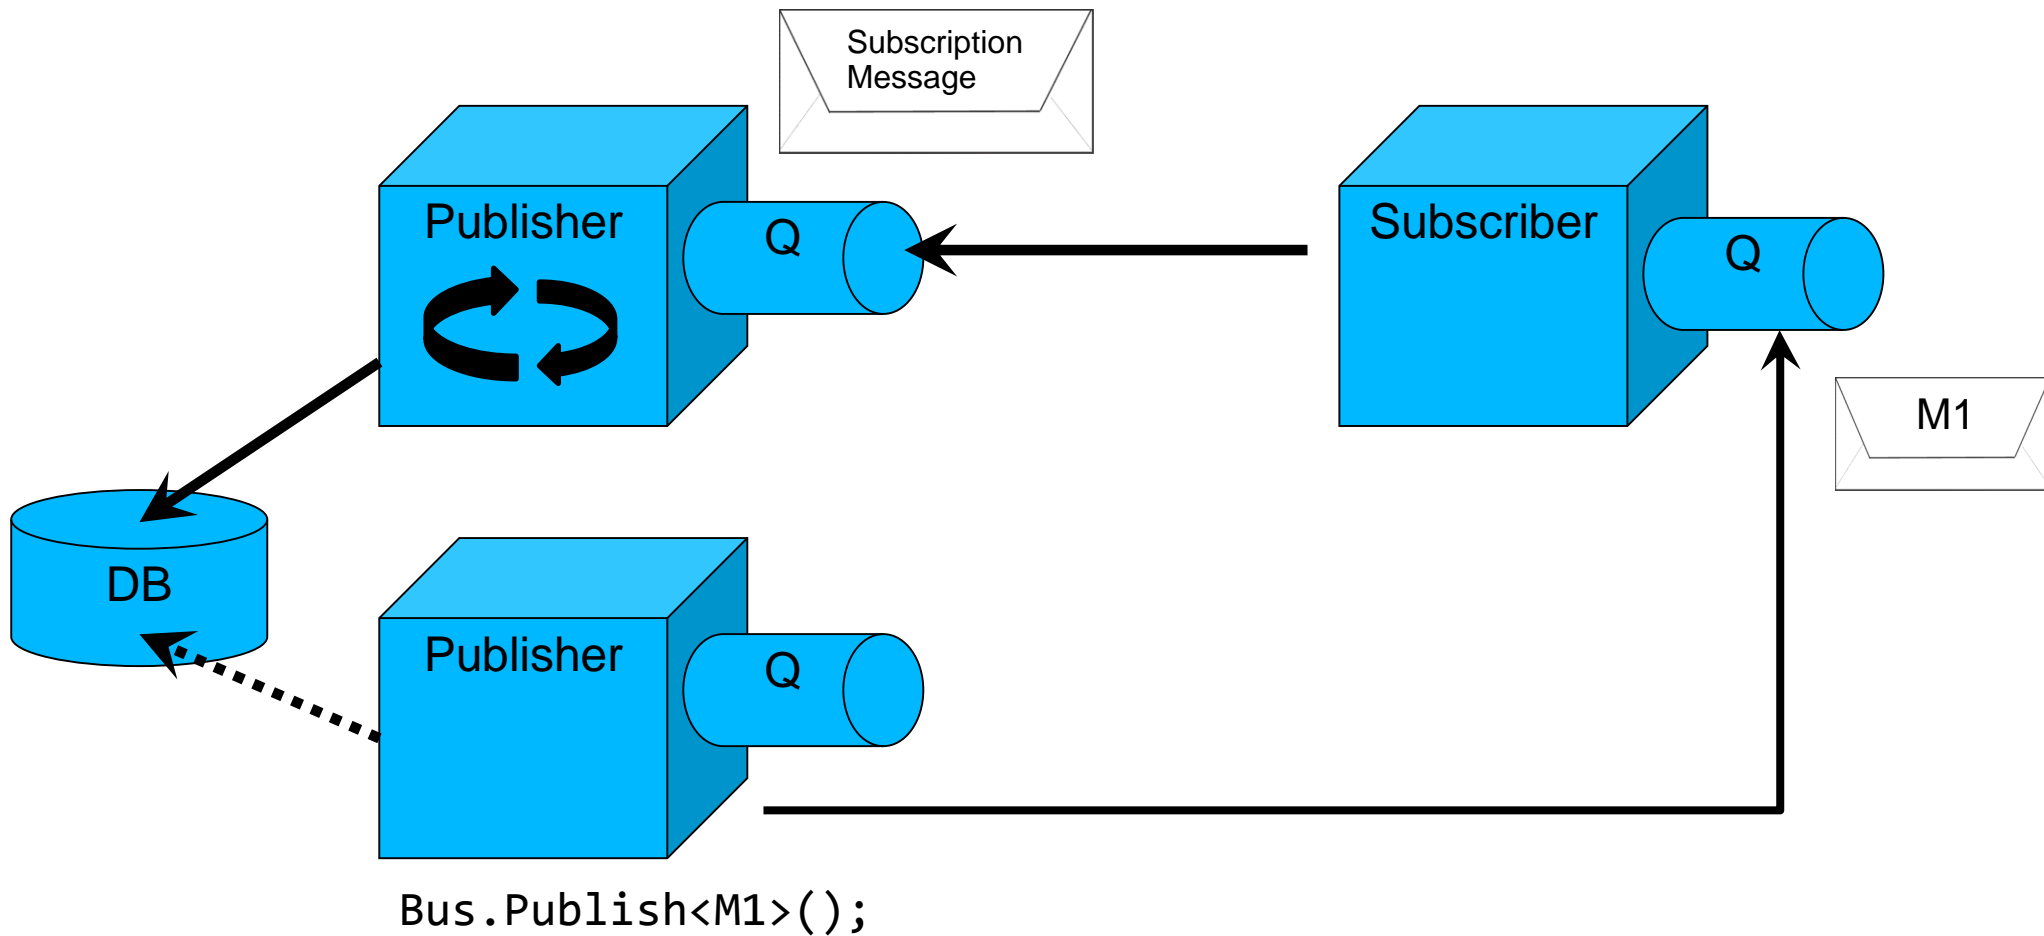 Subscription
Message
Publisher
Q
Subscriber
Q
M1
DB
Publisher
Q
Bus.Publish<M1>();